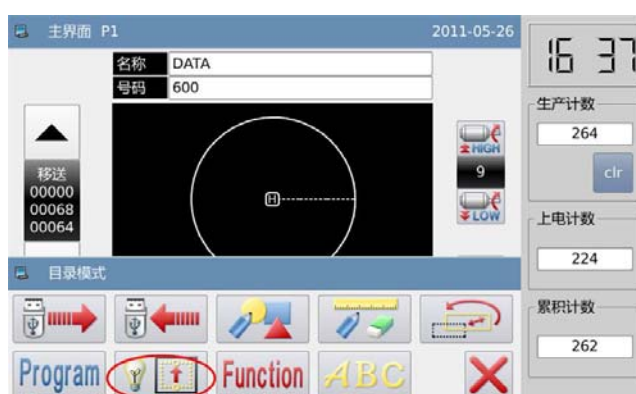 主界面 P1
2011-05-26
16 37
名称 DATA
号码 600
生产计数
264
clr
移送
00000
00068
00064
HIGH
9
LOW
H
上电计数
224
目录模式
累积计数
262
Program
Function
ABC